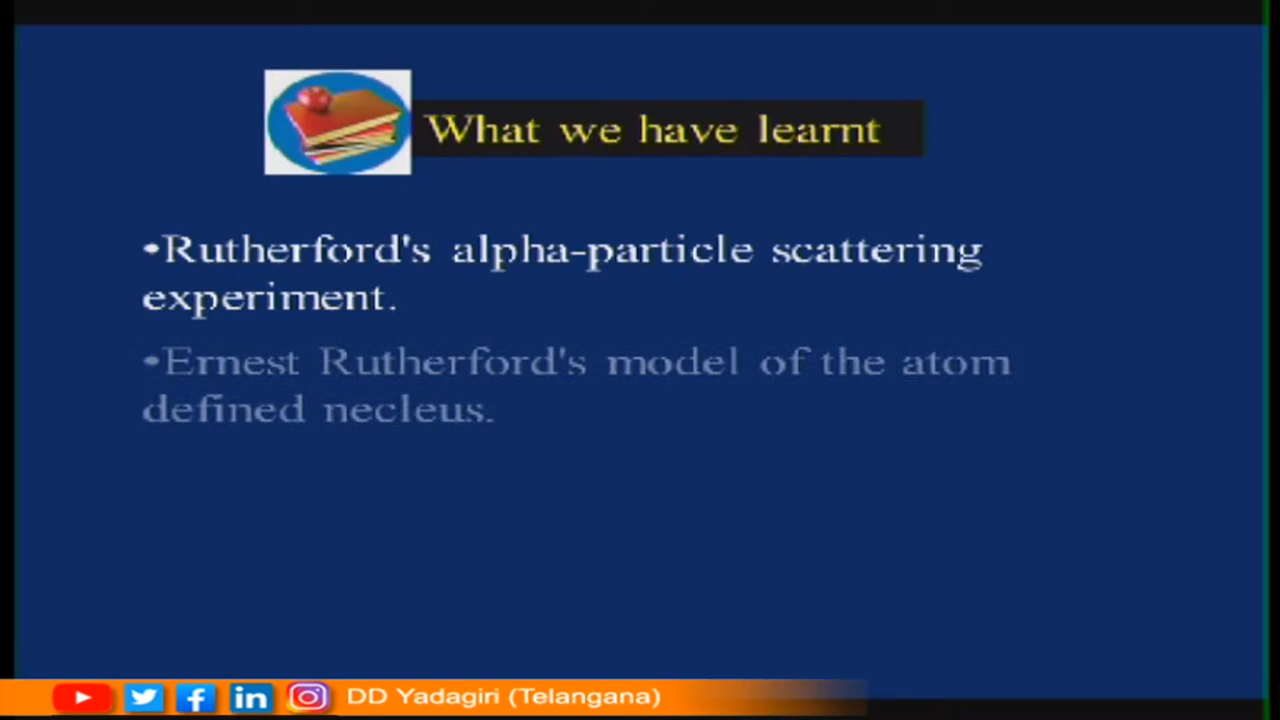 What we have learnt
•Rutherford's alpha-particle scattering
experiment.
•Ernest Rutherford's model of the atom
defined necleus.
DD Yadagiri (Telangana)